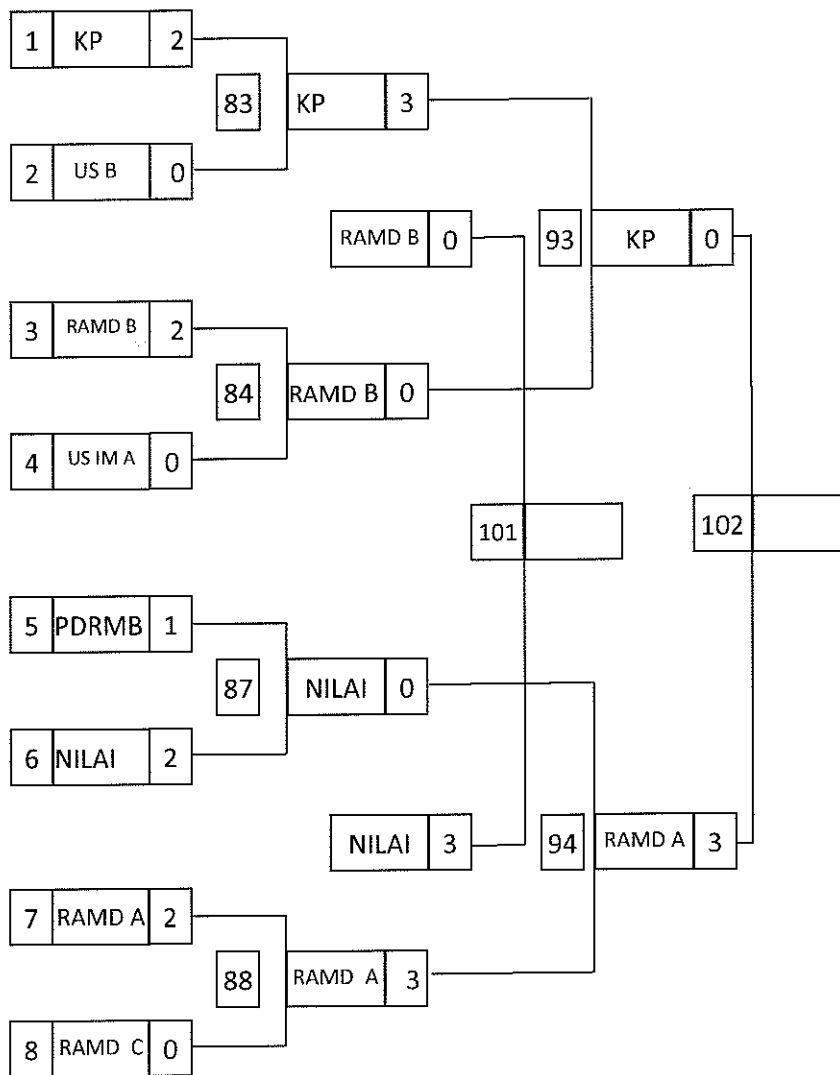 1 KP 2
83 KP 3
2 US B 0
RAMD B 0
93 KP 0
3 RAMD B 2
84 RAMD B 0
4 US IM A 0
101
102
5 PDRMB 1
87 NILAI 0
6 NILAI 2
NILAI 3
94 RAMD A 3
7 RAMD A 2
88 RAMD A 3
8 RAMD C 0